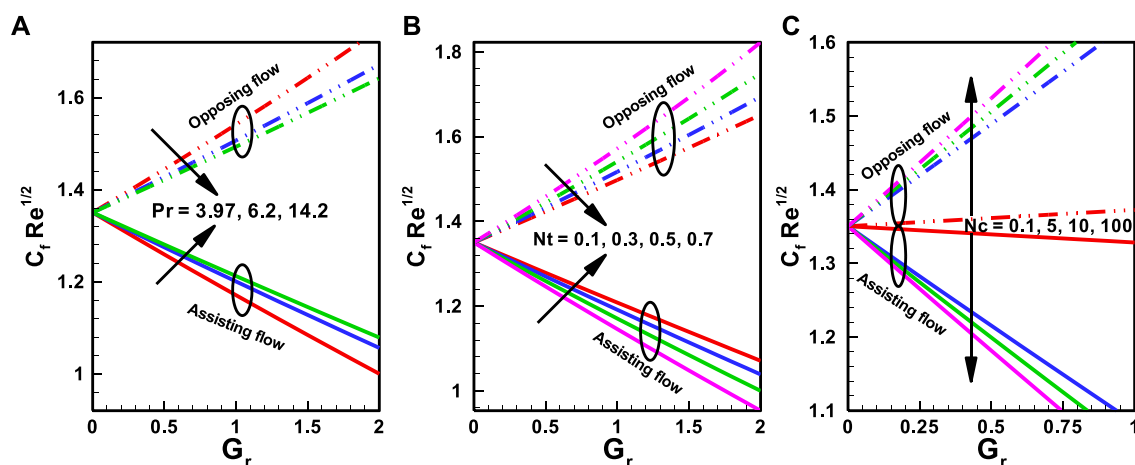 A
B
C
C_f Re^{1/2}
1.6
1.4
1.2
1
0
0.5
1
1.5
2
G_r
Opposing flow
Pr = 3.97, 6.2, 14.2
Assisting flow
C_f Re^{1/2}
1.8
1.6
1.4
1.2
1
0
0.5
1
1.5
2
G_r
Opposing flow
Nt = 0.1, 0.3, 0.5, 0.7
Assisting flow
C_f Re^{1/2}
1.6
1.5
1.4
1.3
1.2
1.1
0
0.25
0.5
0.75
1
G_r
Opposing flow
Nc = 0.1, 5, 10, 100
Assisting flow